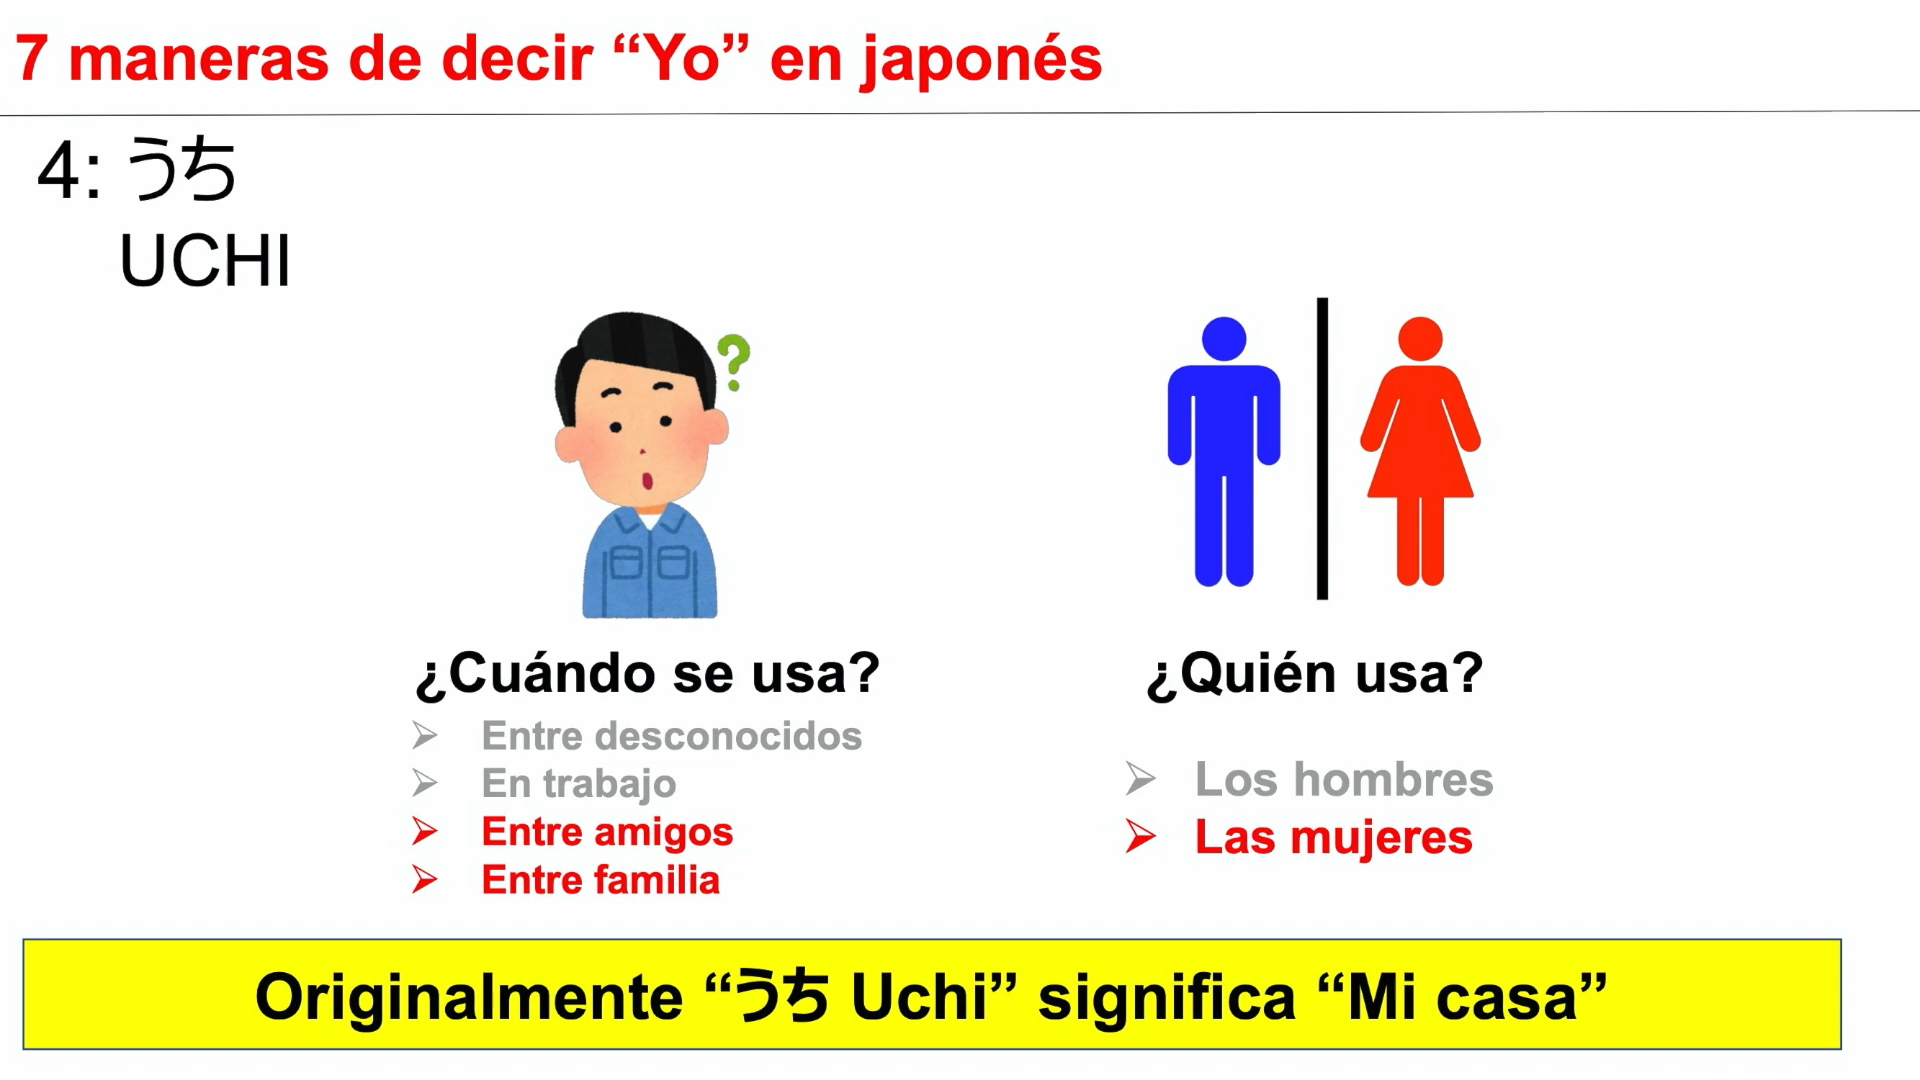 7 maneras de decir “Yo” en japonés
4: うち
UCHI
?
¿Cuándo se usa?
➢ Entre desconocidos
➢ En trabajo
➢ Entre amigos
➢ Entre familia
¿Quién usa?
➢ Los hombres
➢ Las mujeres
Originalmente “うち Uchi” significa “Mi casa”